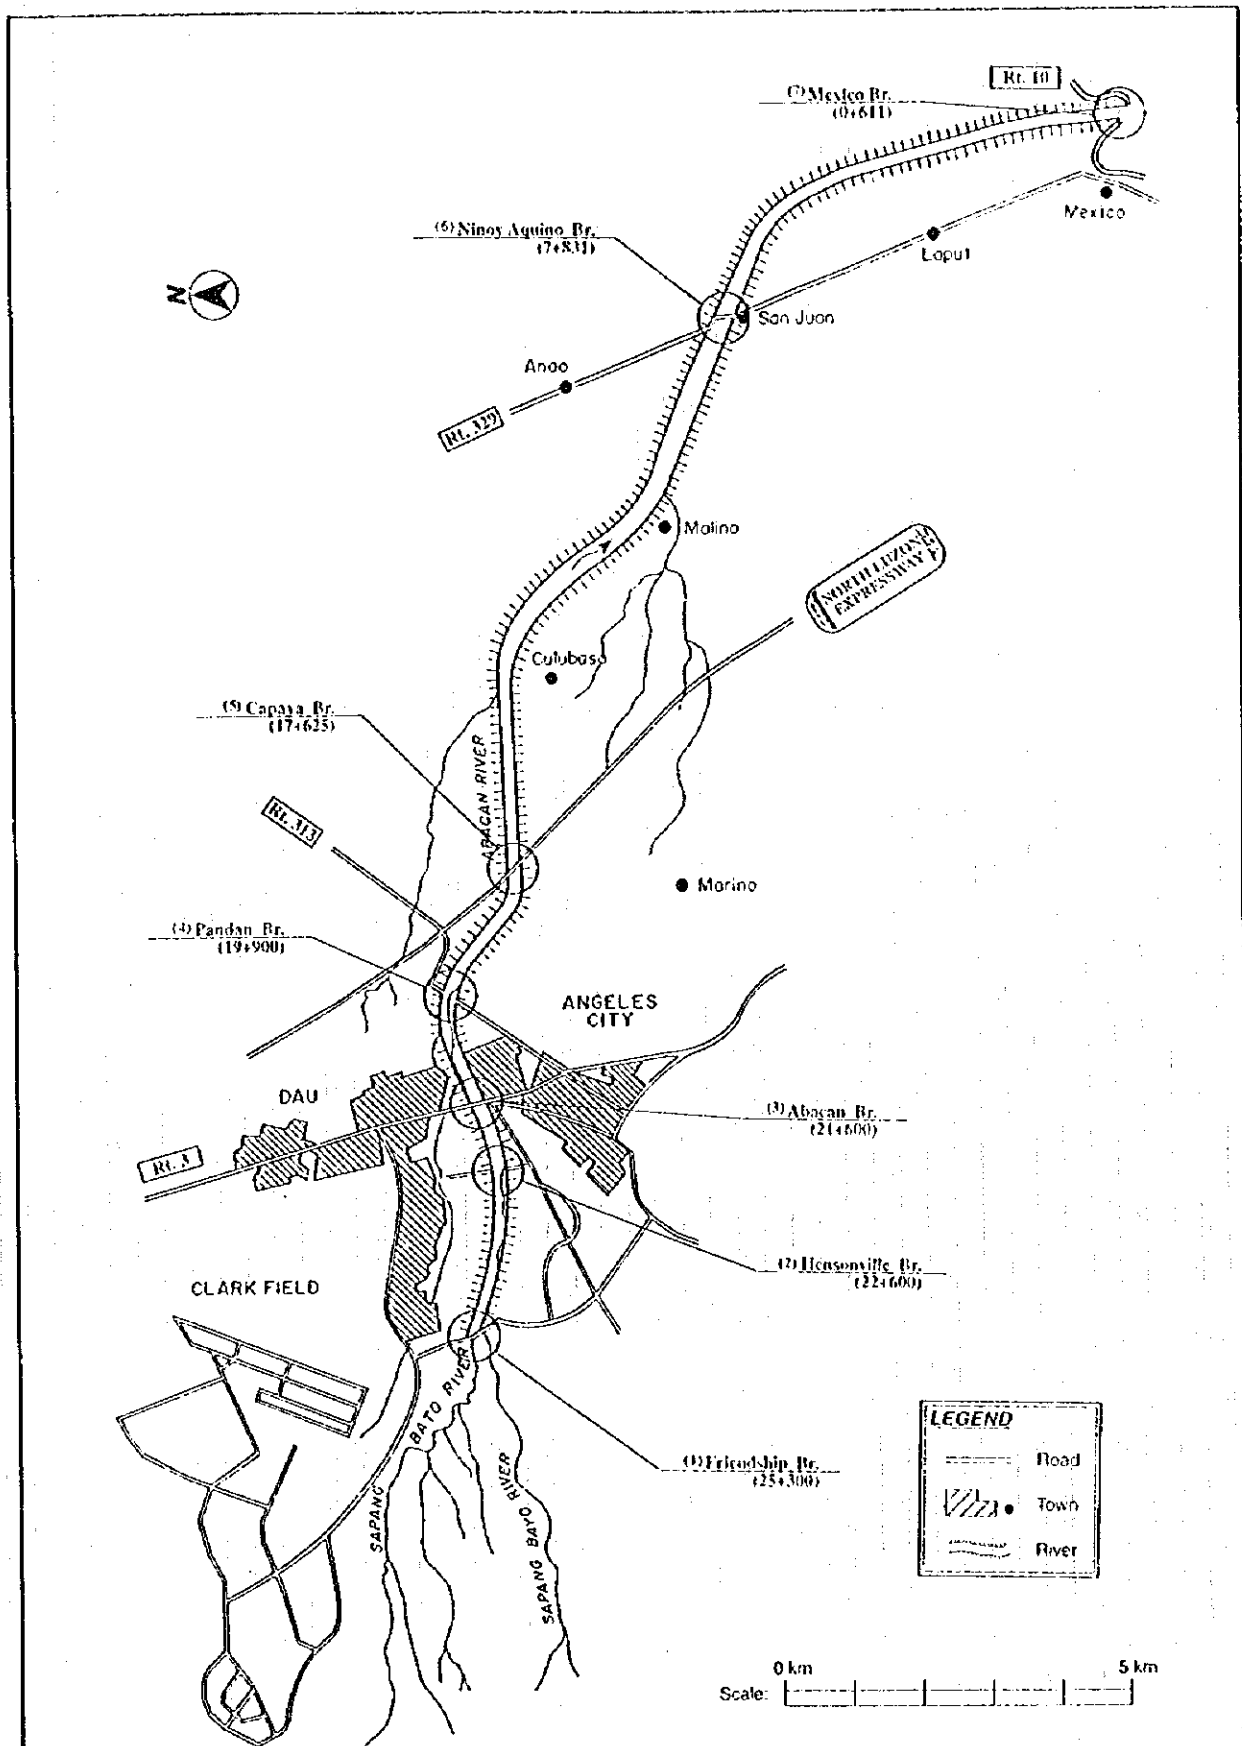 Rt. 10
(7) Mexico Br.
(0+611)
Mexico
(6) Ninoy Aquino Br.
(7+831)
Laput
N
San Juan
Anao
Rt. 329
Malino
NORTH LUZON
EXPRESSWAY
Culubasa
(5) Capaya Br.
(17+625)
ABACAN RIVER
Rt. 313
Marino
(4) Pandan Br.
(19+900)
ANGELES
CITY
DAU
(3) Abacan Br.
(21+600)
Rt. 3
(2) Hensonville Br.
(22+600)
CLARK FIELD
SAPANG BATO RIVER
SAPANG BAYO RIVER
(1) Friendship Br.
(25+300)
LEGEND
Road
Town
River
0 km 5 km
Scale: